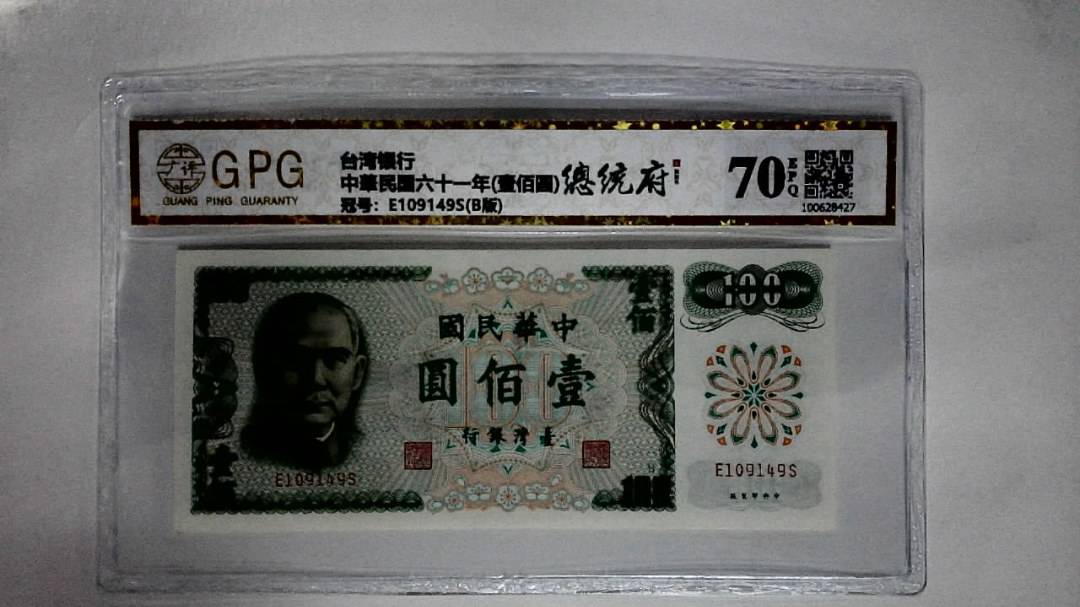 广评
GPG
GUANG PING GUARANTY
台湾银行
中華民國六十一年(壹佰圓)
冠号：E109149S(B版)
總统府
70 EPQ
100628427
100
壹佰
中華民國
壹佰圓
臺灣銀行
E109149S
E109149S
100